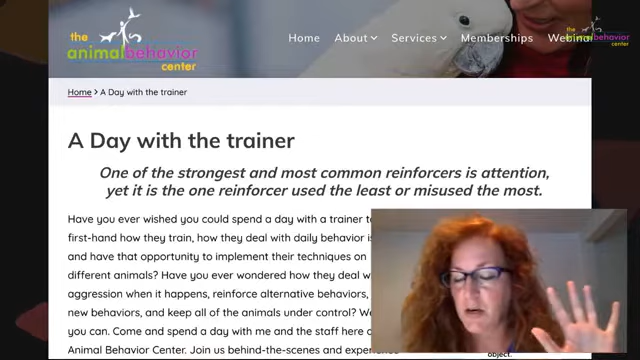 the
animalbehavior
center
Home About Services Memberships Webinar
the
animalbehavior
center
Home > A Day with the trainer
A Day with the trainer
One of the strongest and most common reinforcers is attention,
yet it is the one reinforcer used the least or misused the most.
Have you ever wished you could spend a day with a trainer
first-hand how they train, how they deal with daily behavior
and have that opportunity to implement their techniques on
different animals? Have you ever wondered how they deal
aggression when it happens, reinforce alternative behaviors,
new behaviors, and keep all of the animals under control?
you can. Come and spend a day with me and the staff here
Animal Behavior Center. Join us behind-the-scenes and
object.